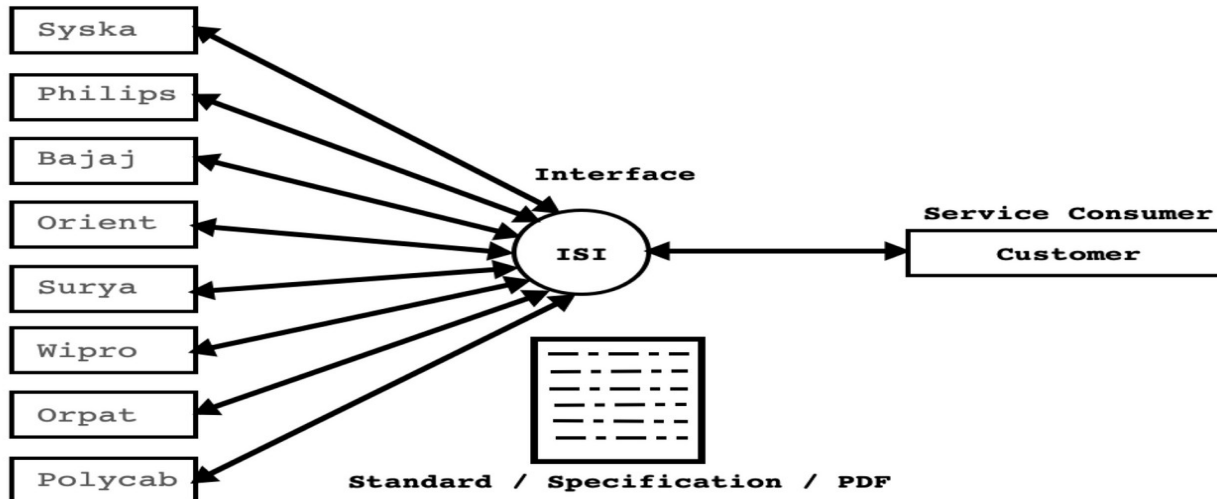 Syska
Philips
Bajaj
Orient
Surya
Wipro
Orpat
Polycab
Interface
ISI
Service Consumer
Customer
Standard / Specification / PDF